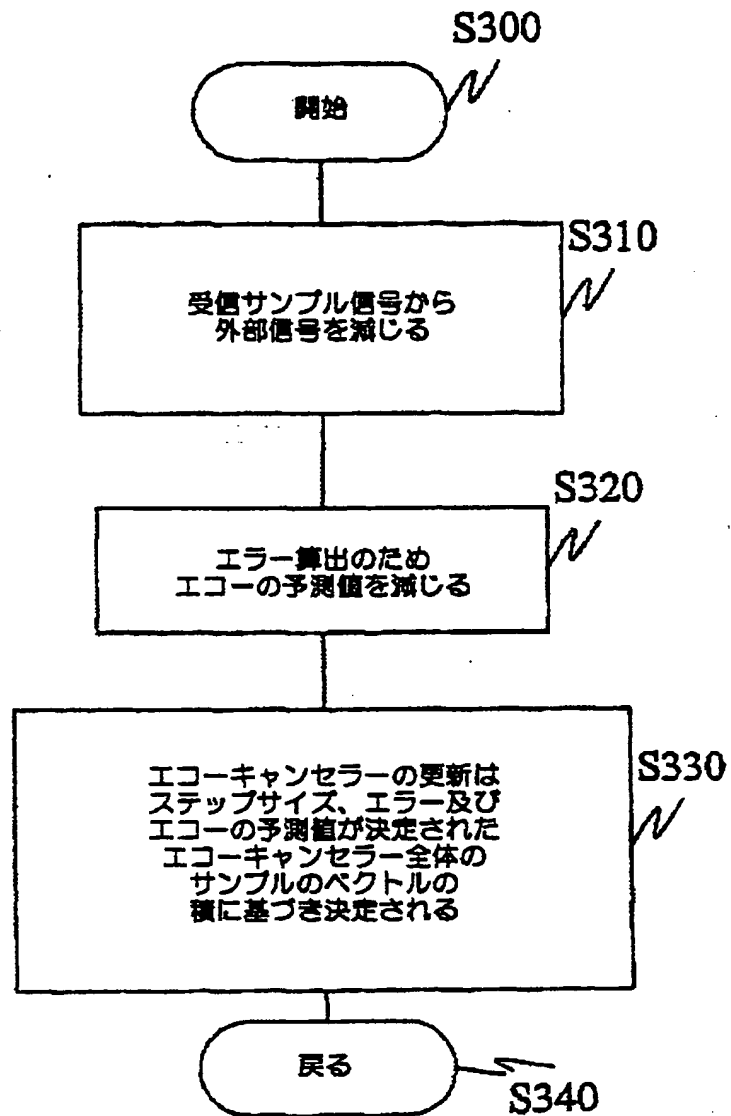 S300
開始
S310
受信サンプル信号から
外部信号を減じる
S320
エラー算出のため
エコーの予測値を減じる
S330
エコーキャンセラーの更新は
ステップサイズ、エラー及び
エコーの予測値が決定された
エコーキャンセラー全体の
サンプルのベクトルの
積に基づき決定される
戻る
S340